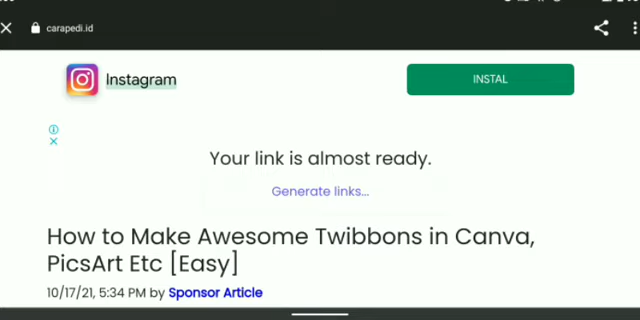 carapedi.id
Instagram
INSTAL
Your link is almost ready.
Generate links...
How to Make Awesome Twibbons in Canva,
PicsArt Etc [Easy]
10/17/21, 5:34 PM by Sponsor Article